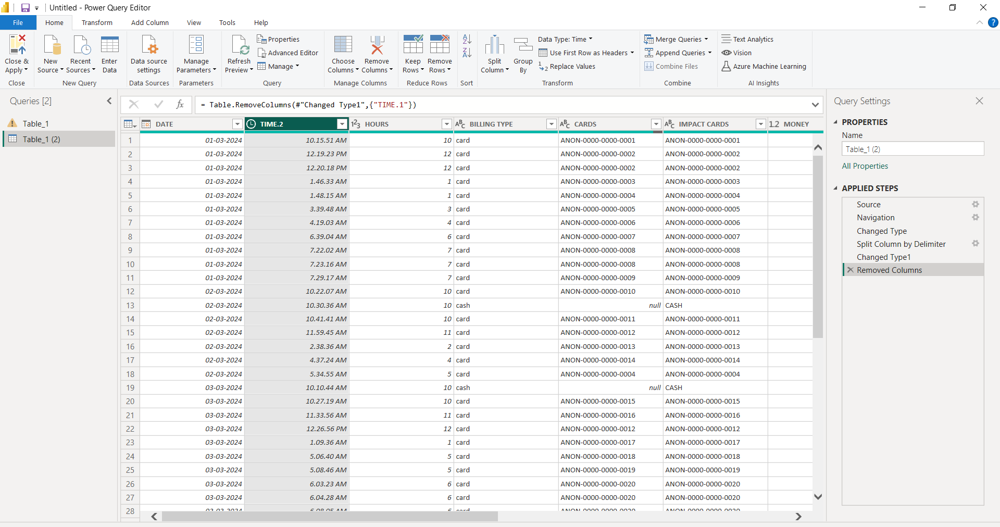 Untitled - Power Query Editor
File Home Transform Add Column View Tools Help
Close & Apply
New Source
Recent Sources
Enter Data
Data source settings
Manage Parameters
Refresh Preview
Properties
Advanced Editor
Manage
Choose Columns
Remove Columns
Keep Rows
Remove Rows
Split Column
Group By
Data Type: Time
Use First Row as Headers
Replace Values
Merge Queries
Append Queries
Combine Files
Text Analytics
Vision
Azure Machine Learning
Close New Query Data Sources Parameters Query Manage Columns Reduce Rows Sort Transform Combine AI Insights
Queries [2]
Table_1
Table_1 (2)
fx = Table.RemoveColumns(#"Changed Type1",{"TIME.1"})
DATE TIME.2 123 HOURS ABC BILLING TYPE ABC CARDS ABC IMPACT CARDS 1.2 MONEY
1 01-03-2024 10.15.51 AM 10 card ANON-0000-0000-0001 ANON-0000-0000-0001
2 01-03-2024 12.19.23 PM 12 card ANON-0000-0000-0002 ANON-0000-0000-0002
3 01-03-2024 12.20.18 PM 12 card ANON-0000-0000-0002 ANON-0000-0000-0002
4 01-03-2024 1.46.33 AM 1 card ANON-0000-0000-0003 ANON-0000-0000-0003
5 01-03-2024 1.48.15 AM 1 card ANON-0000-0000-0004 ANON-0000-0000-0004
6 01-03-2024 3.39.48 AM 3 card ANON-0000-0000-0005 ANON-0000-0000-0005
7 01-03-2024 4.19.03 AM 4 card ANON-0000-0000-0006 ANON-0000-0000-0006
8 01-03-2024 6.39.04 AM 6 card ANON-0000-0000-0007 ANON-0000-0000-0007
9 01-03-2024 7.22.02 AM 7 card ANON-0000-0000-0008 ANON-0000-0000-0008
10 01-03-2024 7.23.16 AM 7 card ANON-0000-0000-0008 ANON-0000-0000-0008
11 01-03-2024 7.29.17 AM 7 card ANON-0000-0000-0009 ANON-0000-0000-0009
12 02-03-2024 10.22.07 AM 10 card ANON-0000-0000-0010 ANON-0000-0000-0010
13 02-03-2024 10.30.36 AM 10 cash null CASH
14 02-03-2024 10.41.41 AM 10 card ANON-0000-0000-0011 ANON-0000-0000-0011
15 02-03-2024 11.59.45 AM 11 card ANON-0000-0000-0012 ANON-0000-0000-0012
16 02-03-2024 2.38.36 AM 2 card ANON-0000-0000-0013 ANON-0000-0000-0013
17 02-03-2024 4.37.24 AM 4 card ANON-0000-0000-0014 ANON-0000-0000-0014
18 02-03-2024 5.34.55 AM 5 card ANON-0000-0000-0004 ANON-0000-0000-0004
19 03-03-2024 10.10.44 AM 10 cash null CASH
20 03-03-2024 10.27.19 AM 10 card ANON-0000-0000-0015 ANON-0000-0000-0015
21 03-03-2024 11.33.56 AM 11 card ANON-0000-0000-0016 ANON-0000-0000-0016
22 03-03-2024 12.26.56 PM 12 card ANON-0000-0000-0012 ANON-0000-0000-0012
23 03-03-2024 1.09.36 AM 1 card ANON-0000-0000-0017 ANON-0000-0000-0017
24 03-03-2024 5.06.40 AM 5 card ANON-0000-0000-0018 ANON-0000-0000-0018
25 03-03-2024 5.08.46 AM 5 card ANON-0000-0000-0019 ANON-0000-0000-0019
26 03-03-2024 6.03.23 AM 6 card ANON-0000-0000-0020 ANON-0000-0000-0020
27 03-03-2024 6.04.28 AM 6 card ANON-0000-0000-0020 ANON-0000-0000-0020
28
Query Settings
PROPERTIES
Name
Table_1 (2)
All Properties
APPLIED STEPS
Source
Navigation
Changed Type
Split Column by Delimiter
Changed Type1
Removed Columns